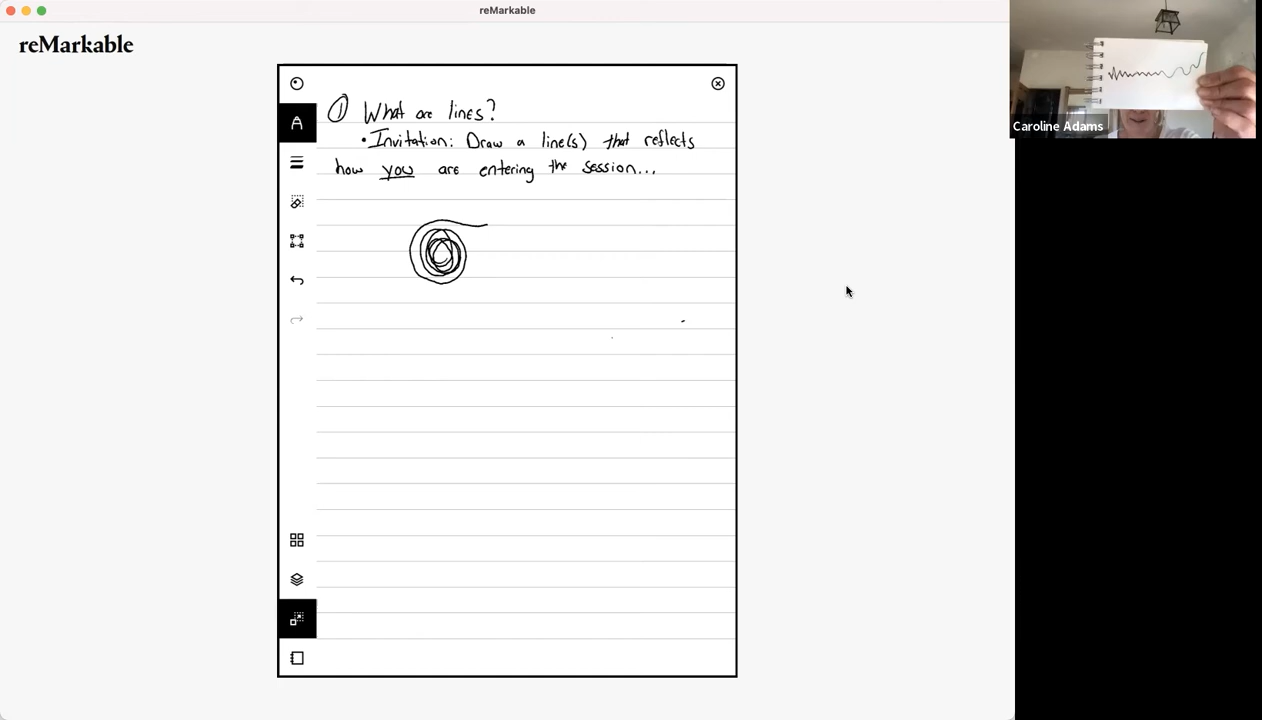 reMarkable
reMarkable
① What are lines?
• Invitation: Draw a line(s) that reflects
how you are entering the session...
Caroline Adams